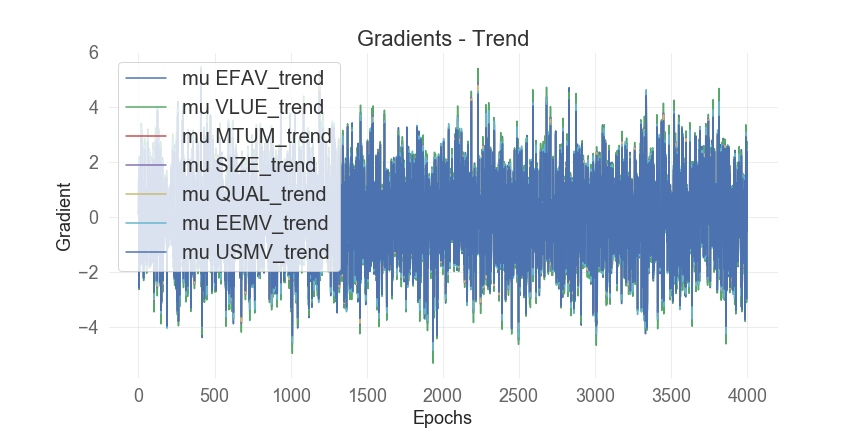 Gradients - Trend
6
4
2
0
−2
−4
Gradient
mu EFAV_trend
mu VLUE_trend
mu MTUM_trend
mu SIZE_trend
mu QUAL_trend
mu EEMV_trend
mu USMV_trend
0 500 1000 1500 2000 2500 3000 3500 4000
Epochs